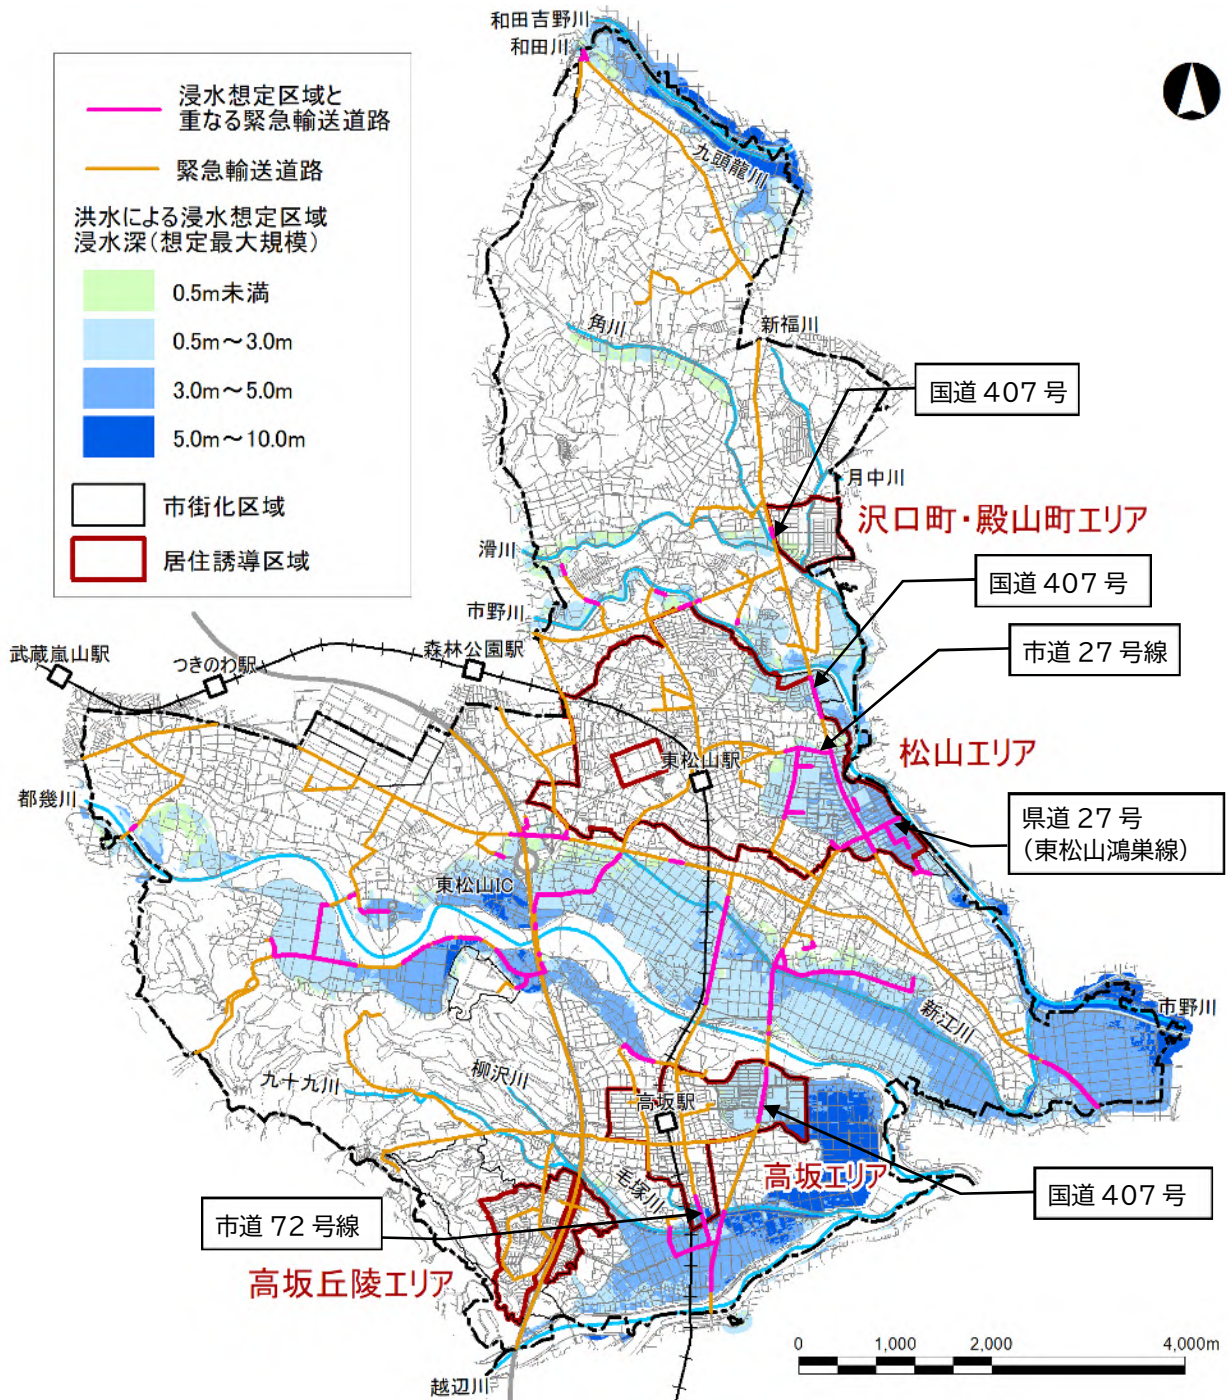 和田吉野川
和田川
浸水想定区域と
重なる緊急輸送道路
緊急輸送道路
洪水による浸水想定区域
浸水深(想定最大規模)
0.5m未満
0.5m～3.0m
3.0m～5.0m
5.0m～10.0m
市街化区域
居住誘導区域
九頭龍川
角川
新福川
国道407号
月中川
沢口町・殿山町エリア
滑川
国道407号
市野川
市道27号線
武蔵嵐山駅
つきのわ駅
森林公園駅
東松山駅
松山エリア
都幾川
県道27号
(東松山鴻巣線)
東松山IC
新江川
市野川
九十九川
柳沢川
高坂駅
高坂エリア
毛塚川
国道407号
市道72号線
高坂丘陵エリア
越辺川
0 1,000 2,000 4,000m